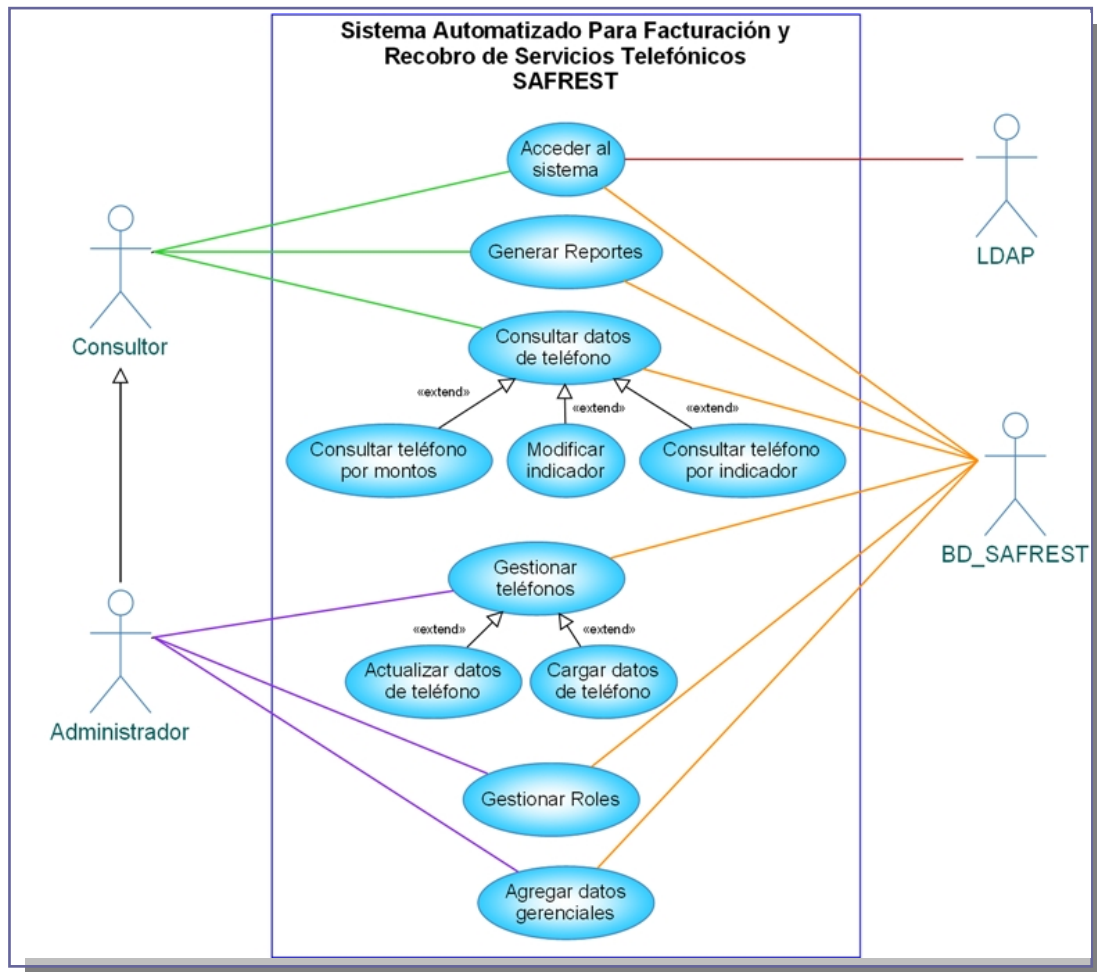 Sistema Automatizado Para Facturación y
Recobro de Servicios Telefónicos
SAFREST
Acceder al
sistema
LDAP
Generar Reportes
Consultor
Consultar datos
de teléfono
«extend»
«extend»
«extend»
Consultar teléfono
por montos
Modificar
indicador
Consultar teléfono
por indicador
BD_SAFREST
Gestionar
teléfonos
«extend»
«extend»
Actualizar datos
de teléfono
Cargar datos
de teléfono
Administrador
Gestionar Roles
Agregar datos
gerenciales